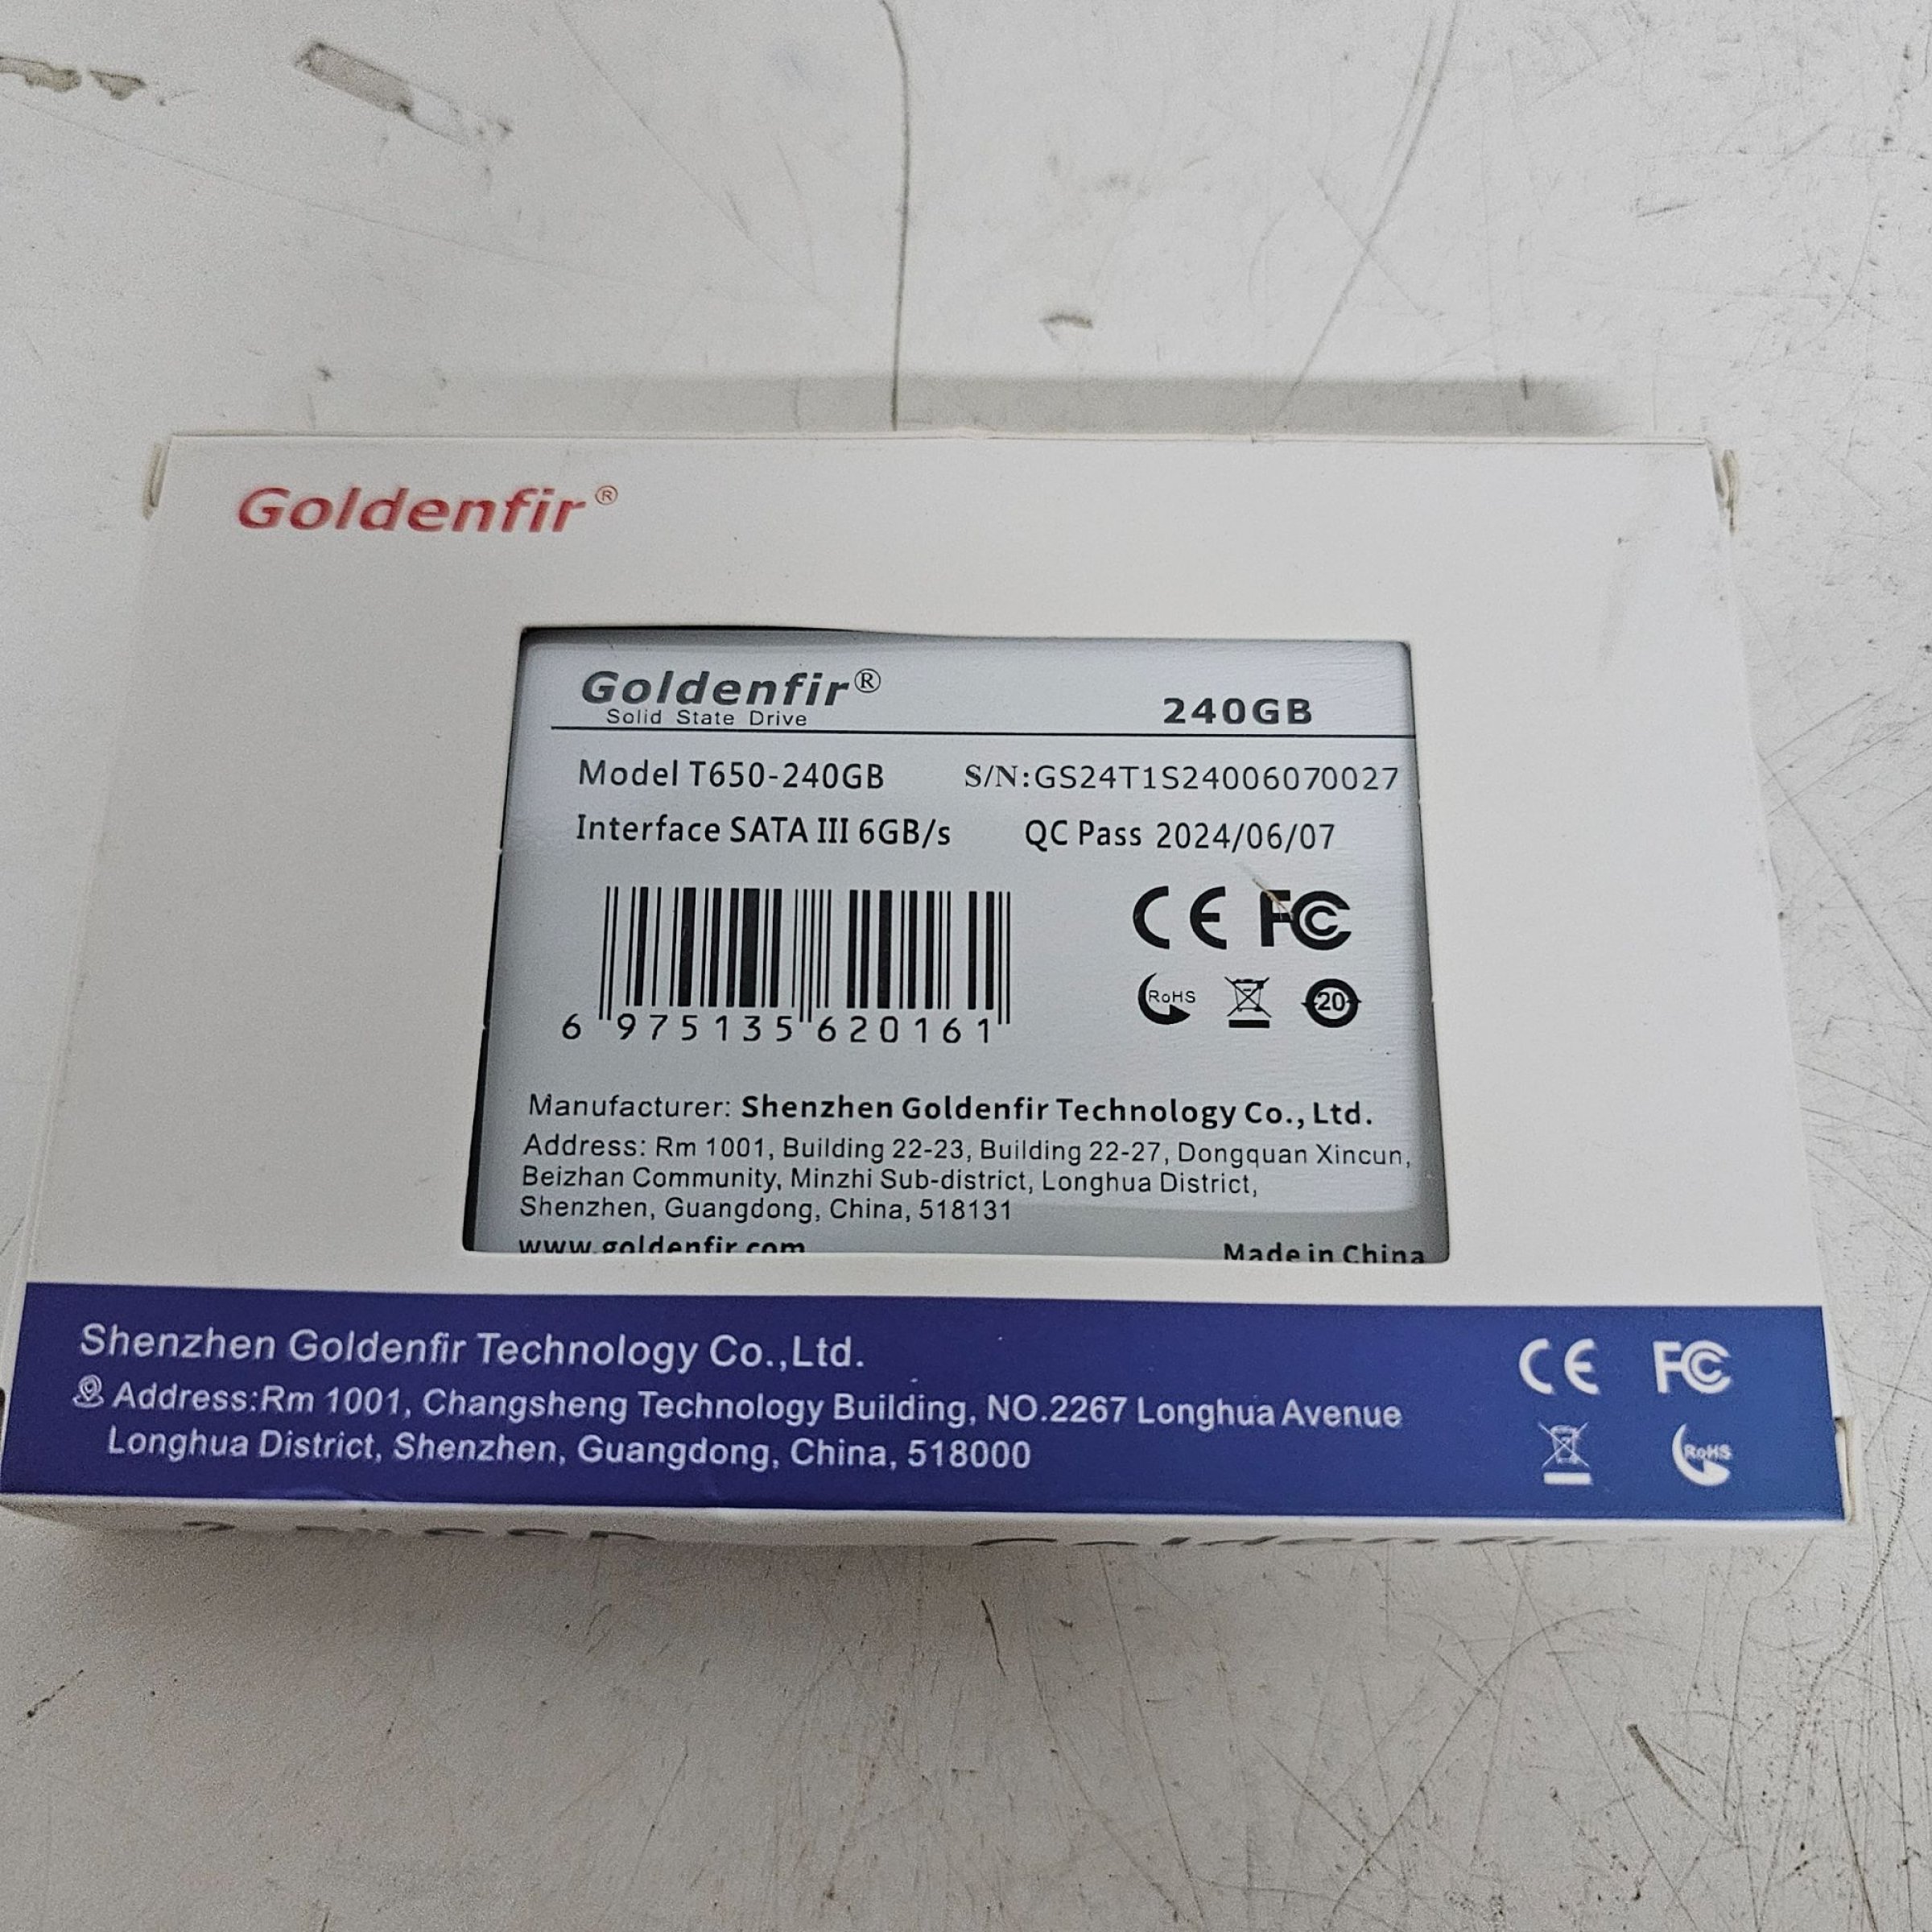 Goldenfir®
Goldenfir®
Solid State Drive
240GB
Model T650-240GB S/N:GS24T1S24006070027
Interface SATA III 6GB/s QC Pass 2024/06/07
CE FC
RoHS 20
6 975135 620161
Manufacturer: Shenzhen Goldenfir Technology Co., Ltd.
Address: Rm 1001, Building 22-23, Building 22-27, Dongquan Xincun,
Beizhan Community, Minzhi Sub-district, Longhua District,
Shenzhen, Guangdong, China, 518131
www.goldenfir.com Made in China
Shenzhen Goldenfir Technology Co.,Ltd.
Address:Rm 1001, Changsheng Technology Building, NO.2267 Longhua Avenue
Longhua District, Shenzhen, Guangdong, China, 518000
CE FC
RoHS
2.5" SSD Goldenfir®